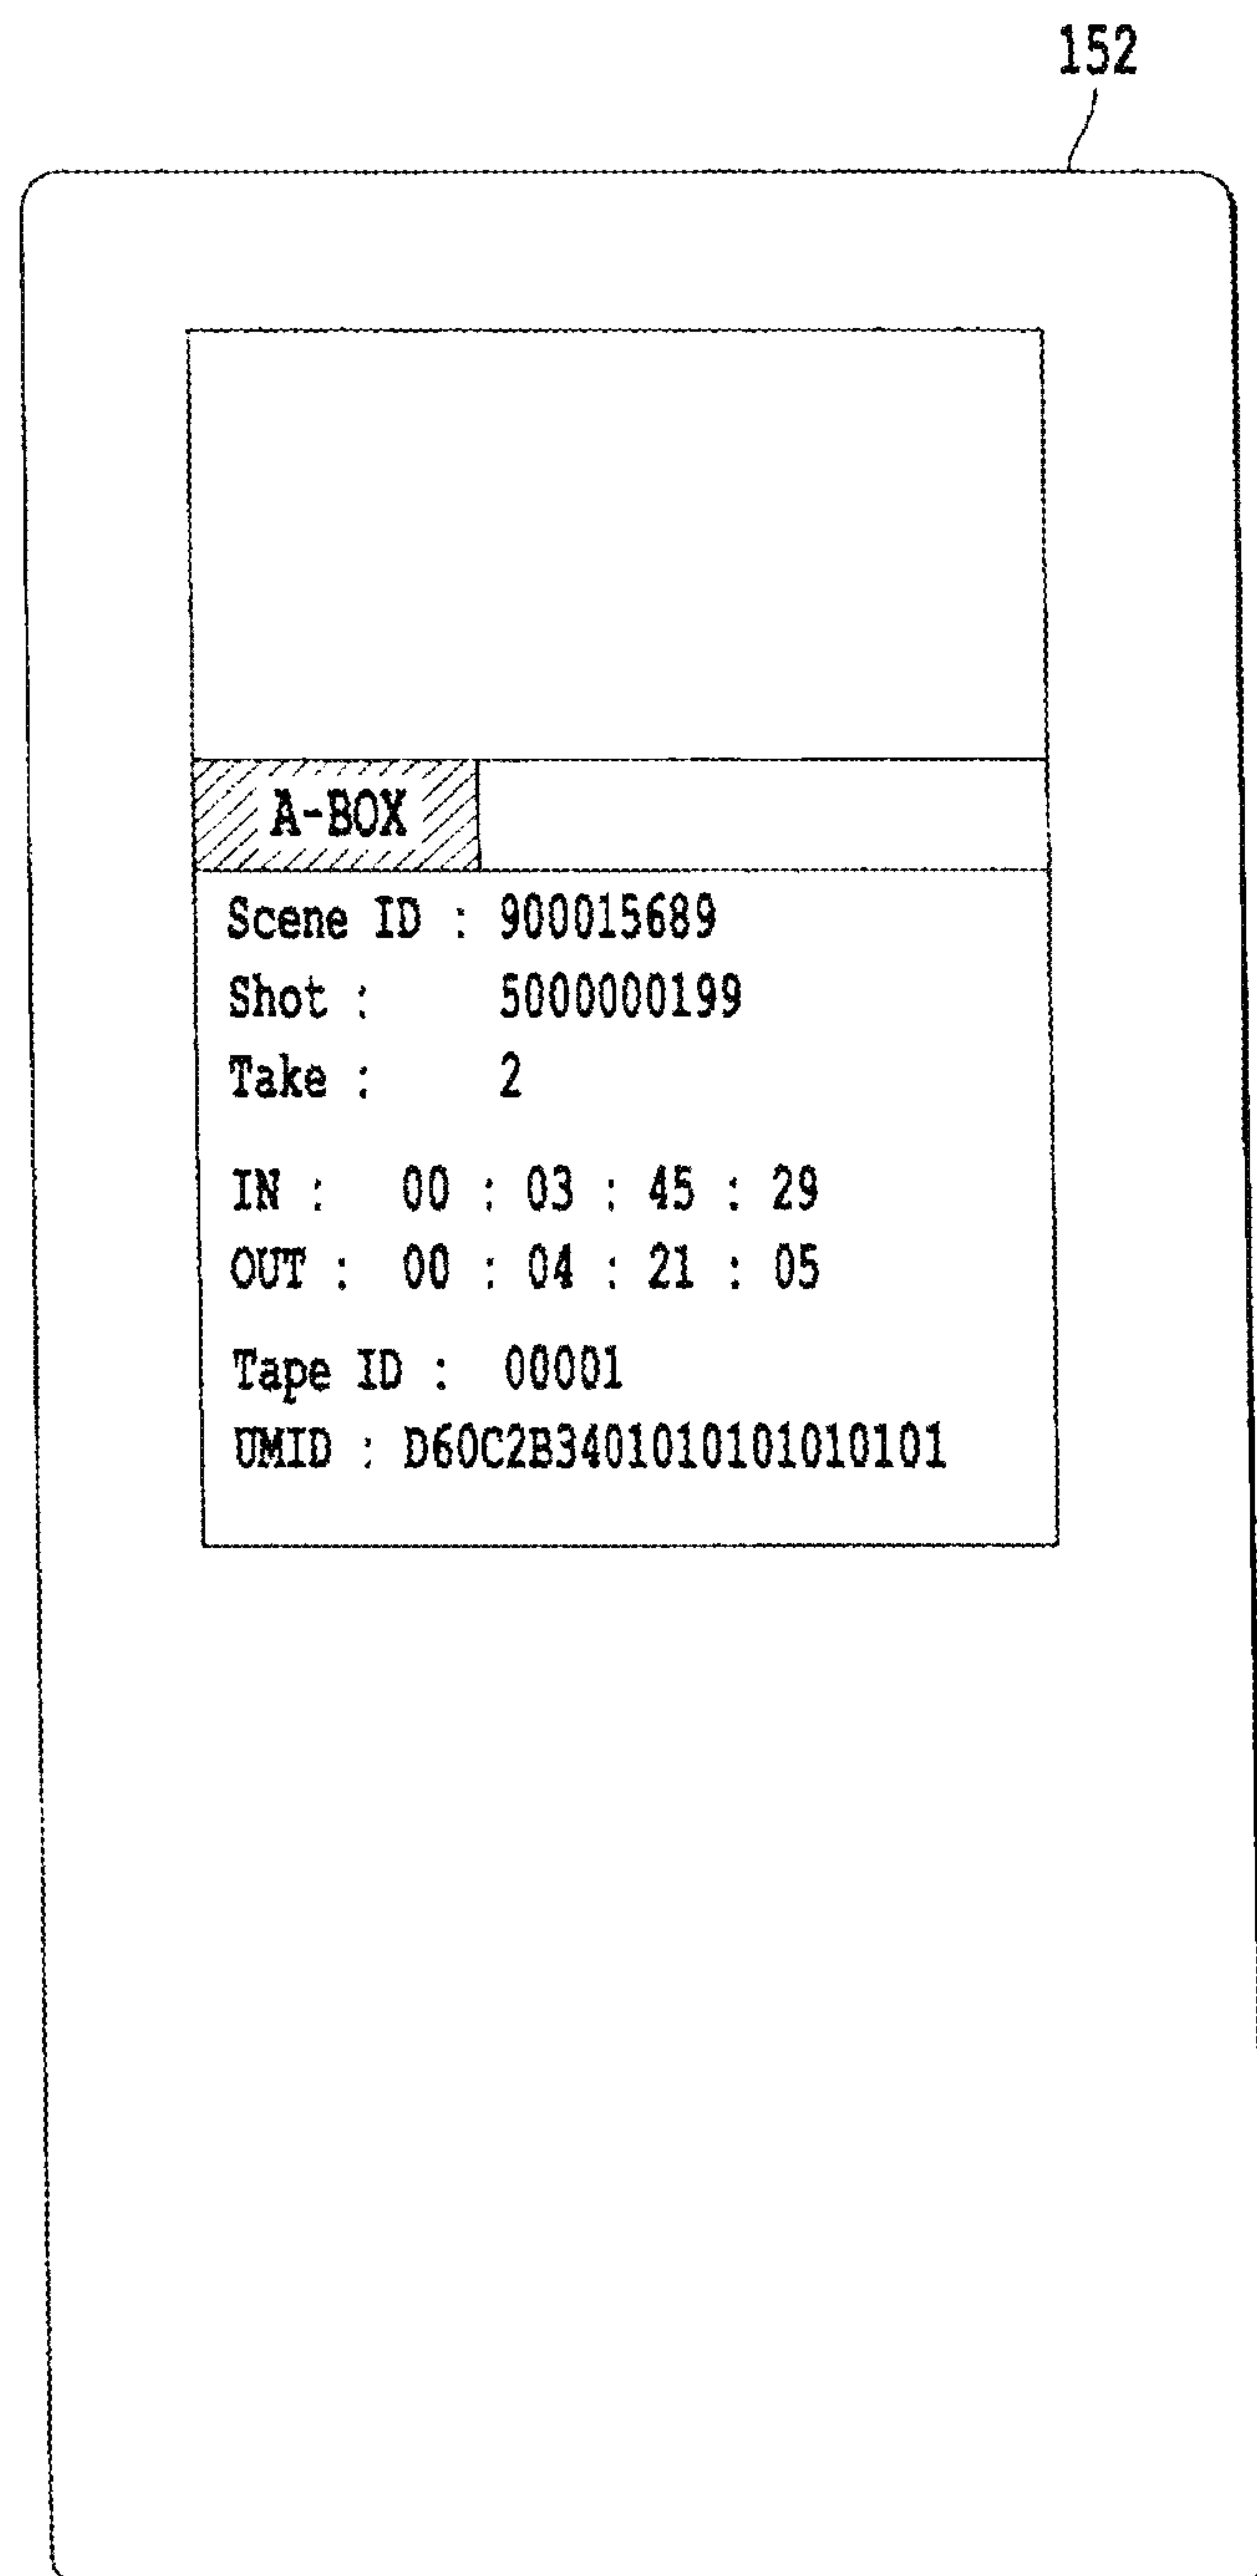 152
A-BOX
Scene ID : 900015689
Shot : 5000000199
Take : 2
IN : 00 : 03 : 45 : 29
OUT : 00 : 04 : 21 : 05
Tape ID : 00001
UMID : D60C2B3401010101010101